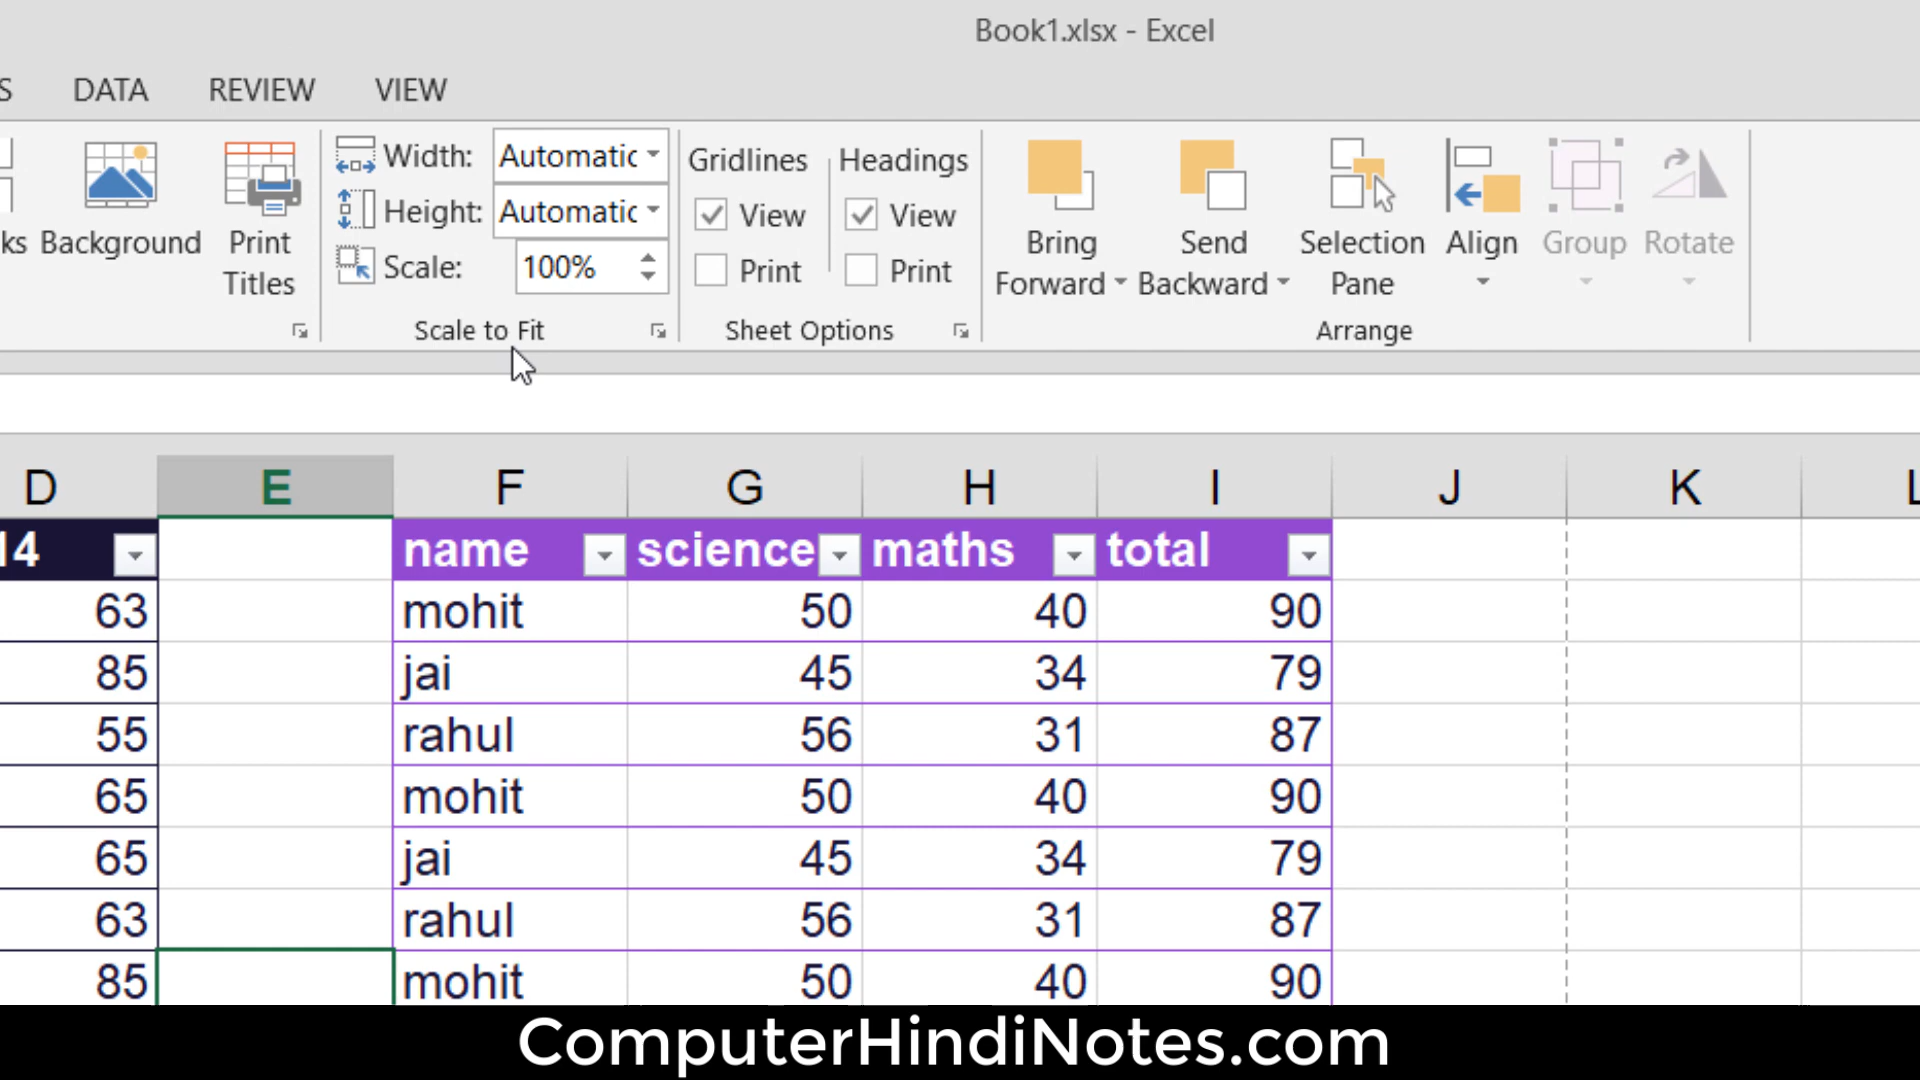 Book1.xlsx - Excel
S DATA REVIEW VIEW
ks Background Print Titles
Width: Automatic
Height: Automatic
Scale: 100%
Scale to Fit
Gridlines Headings
View View
Print Print
Sheet Options
Bring Forward Send Backward Selection Pane Align Group Rotate
Arrange
D E F G H I J K L
14 name science maths total
63 mohit 50 40 90
85 jai 45 34 79
55 rahul 56 31 87
65 mohit 50 40 90
65 jai 45 34 79
63 rahul 56 31 87
85 mohit 50 40 90
ComputerHindiNotes.com